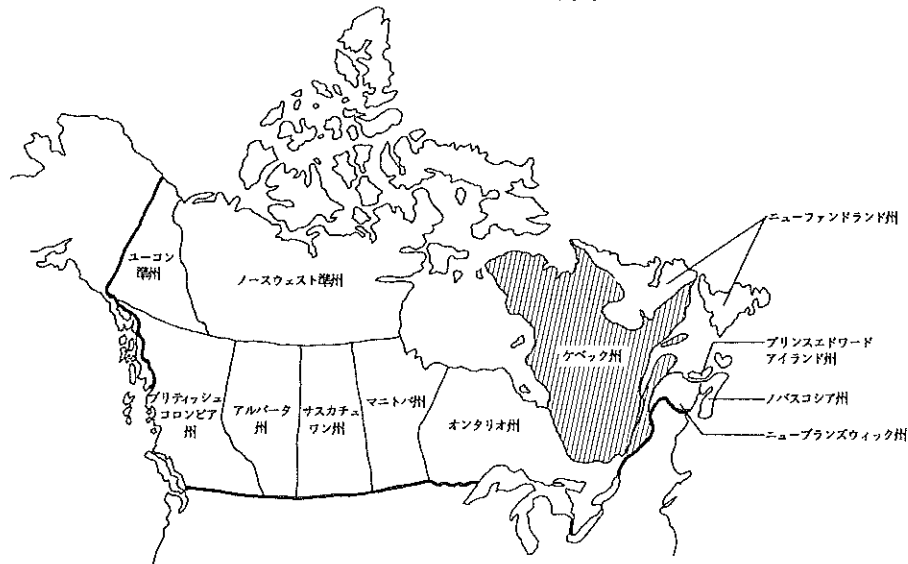 ニューファンドランド州
ユーコン
準州
ノースウェスト準州
プリンスエドワード
アイランド州
ケベック州
ブリティッシュ
コロンビア
州
アルバータ
州
サスカチュ
ワン州
マニトバ州
オンタリオ州
ノバスコシア州
ニューブランズウィック州